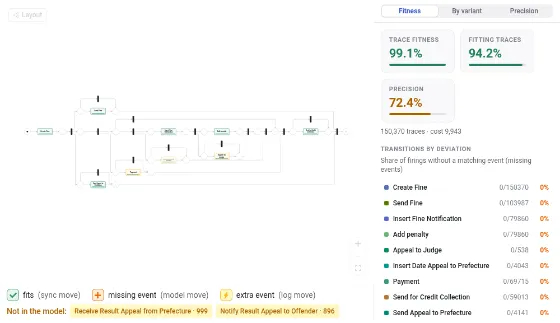 Layout
Fitness
By variant
Precision
TRACE FITNESS
99.1%
FITTING TRACES
94.2%
PRECISION
72.4%
150,370 traces · cost 9,943
TRANSITIONS BY DEVIATION
Share of firings without a matching event (missing
events)
Create Fine 0/150370 0%
Send Fine 0/103987 0%
Insert Fine Notification 0/79860 0%
Add penalty 0/79860 0%
Appeal to Judge 0/538 0%
Insert Date Appeal to Prefecture 0/4043 0%
Payment 0/69715 0%
Send for Credit Collection 0/59013 0%
Send Appeal to Prefecture 0/4141 0%
fits (sync move) missing event (model move) extra event (log move)
Not in the model: Receive Result Appeal from Prefecture · 999 Notify Result Appeal to Offender · 896